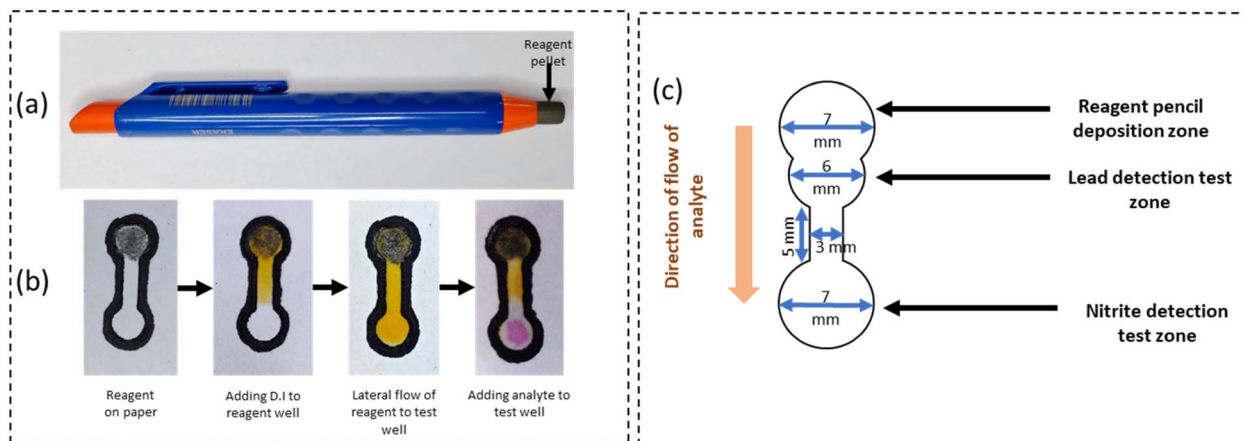 (a)
Reagent
pellet
ERASER
(b)
Reagent
on paper
Adding D.I to
reagent well
Lateral flow of
reagent to test
well
Adding analyte to
test well
(c)
Direction of flow of
analyte
7
mm
6
mm
5 mm
3 mm
7
mm
Reagent pencil
deposition zone
Lead detection test
zone
Nitrite detection
test zone